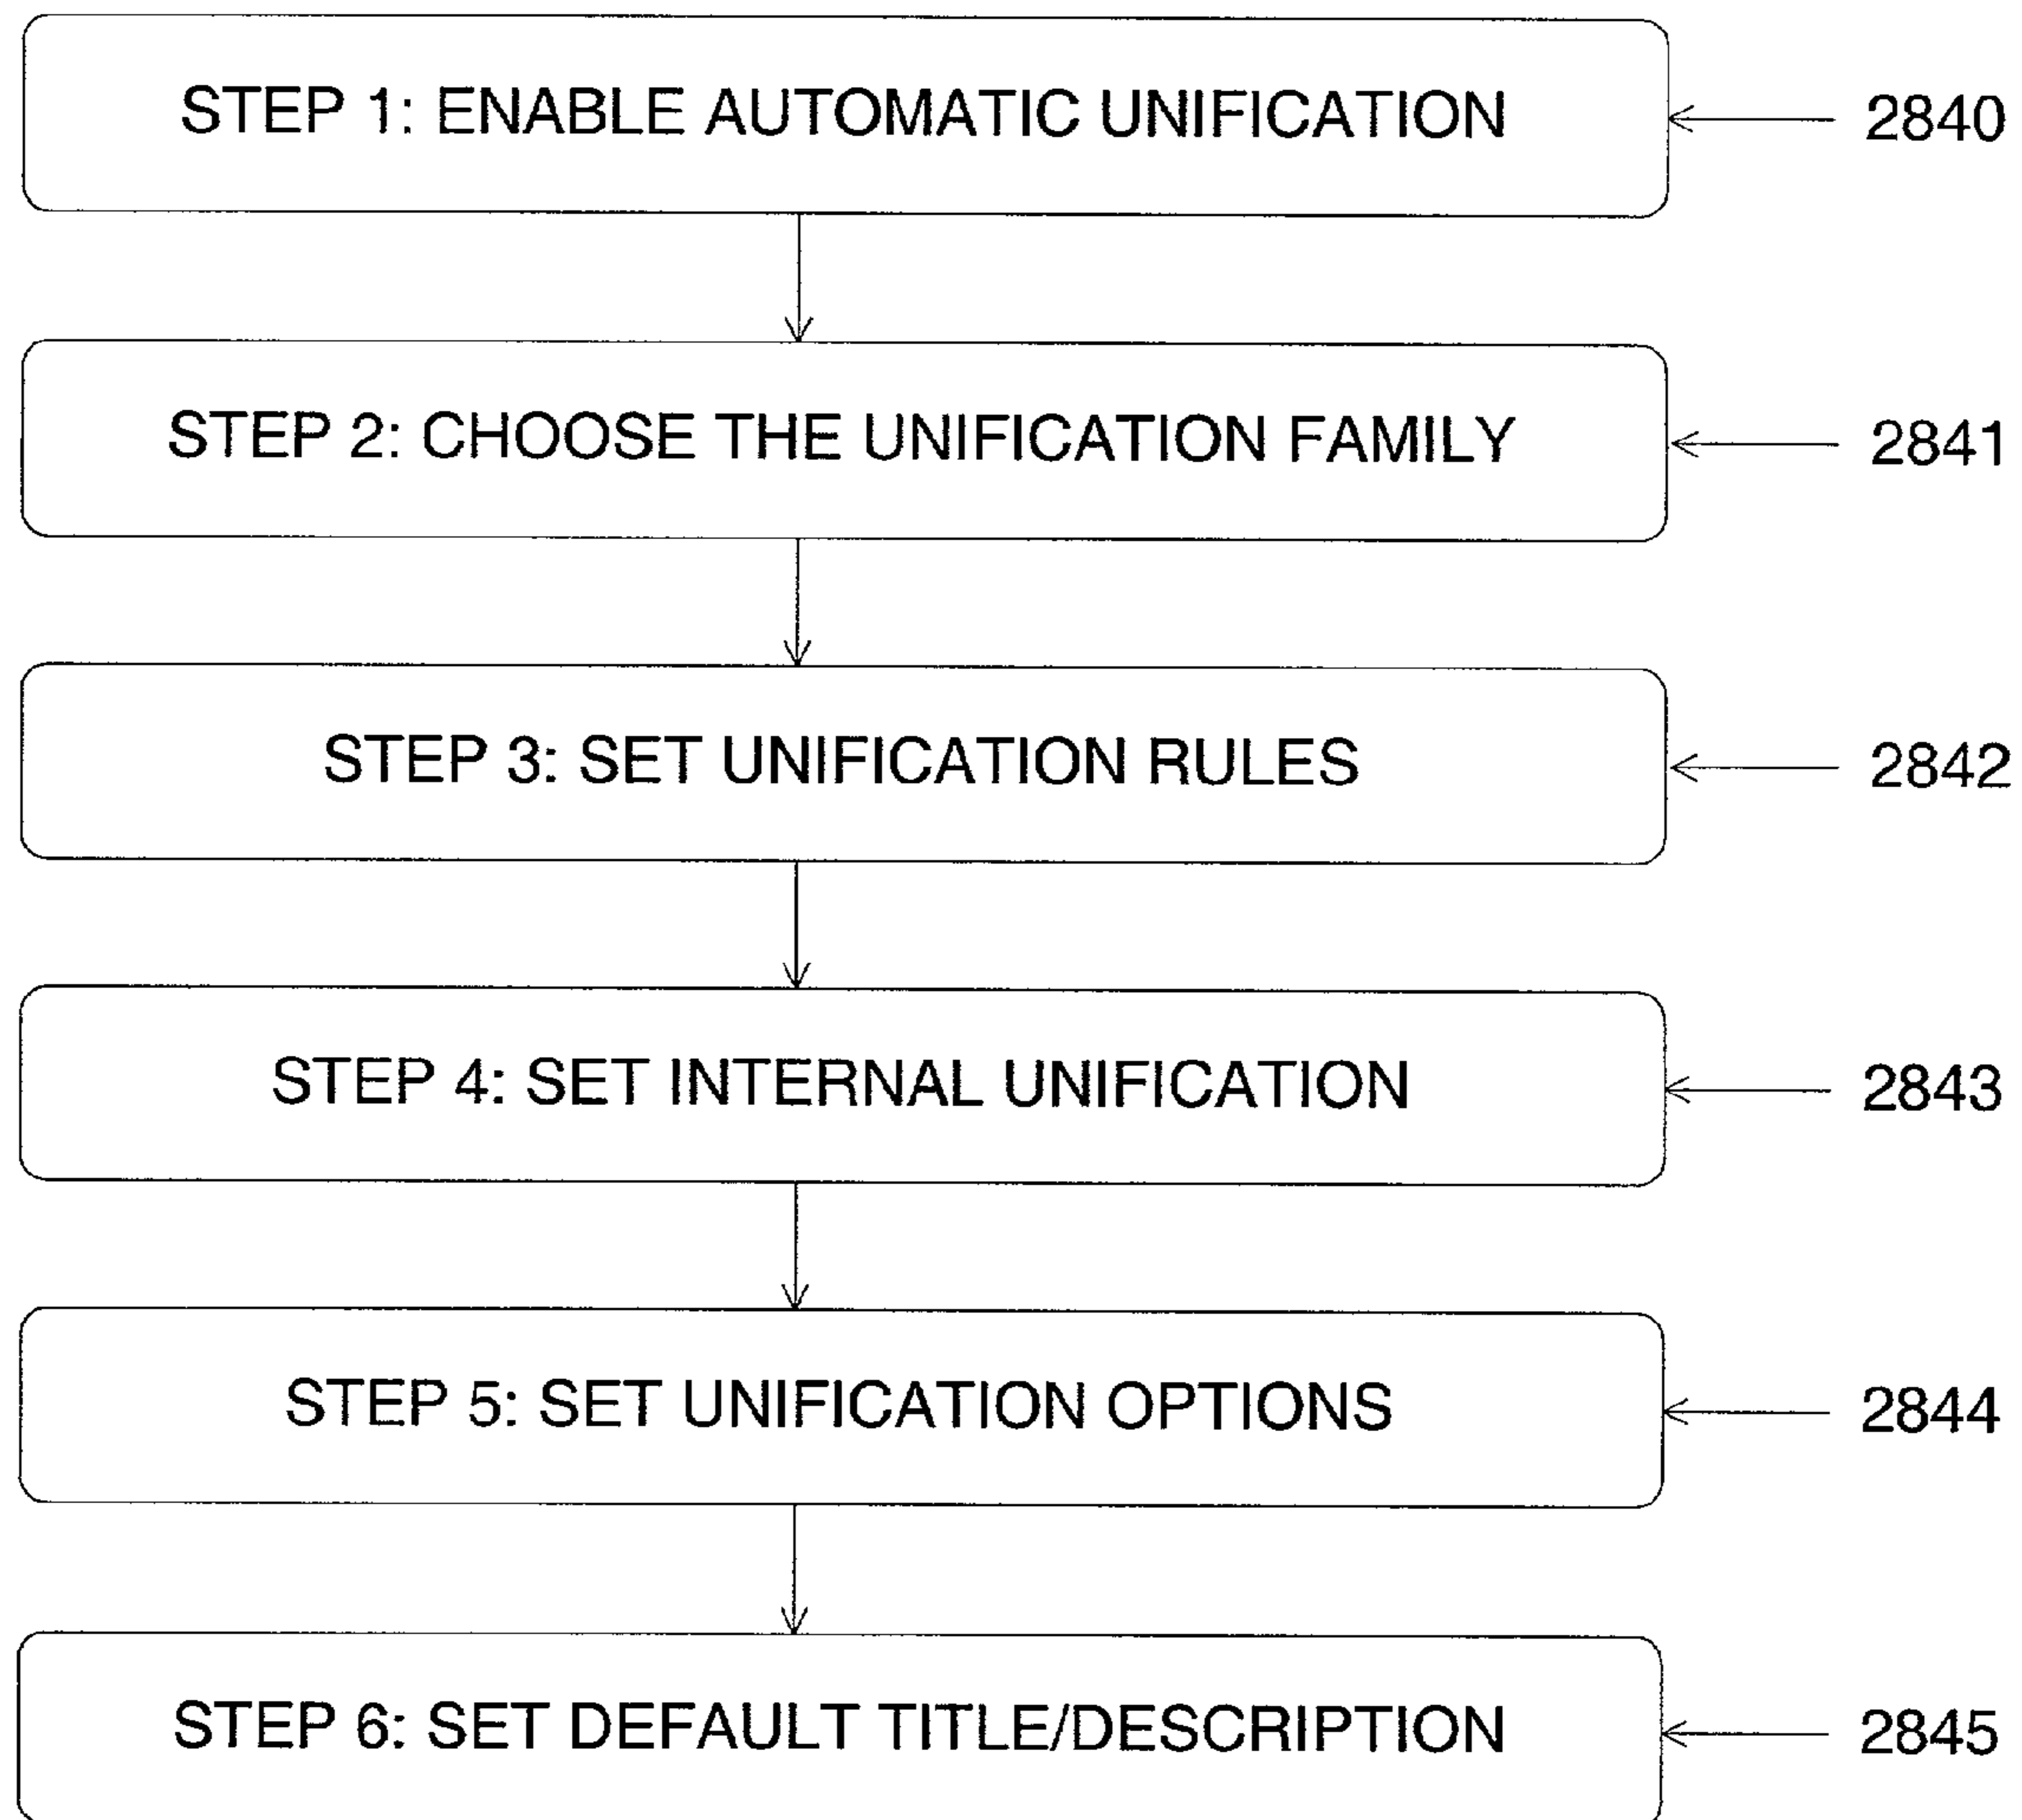 STEP 1: ENABLE AUTOMATIC UNIFICATION
2840
STEP 2: CHOOSE THE UNIFICATION FAMILY
2841
STEP 3: SET UNIFICATION RULES
2842
STEP 4: SET INTERNAL UNIFICATION
2843
STEP 5: SET UNIFICATION OPTIONS
2844
STEP 6: SET DEFAULT TITLE/DESCRIPTION
2845